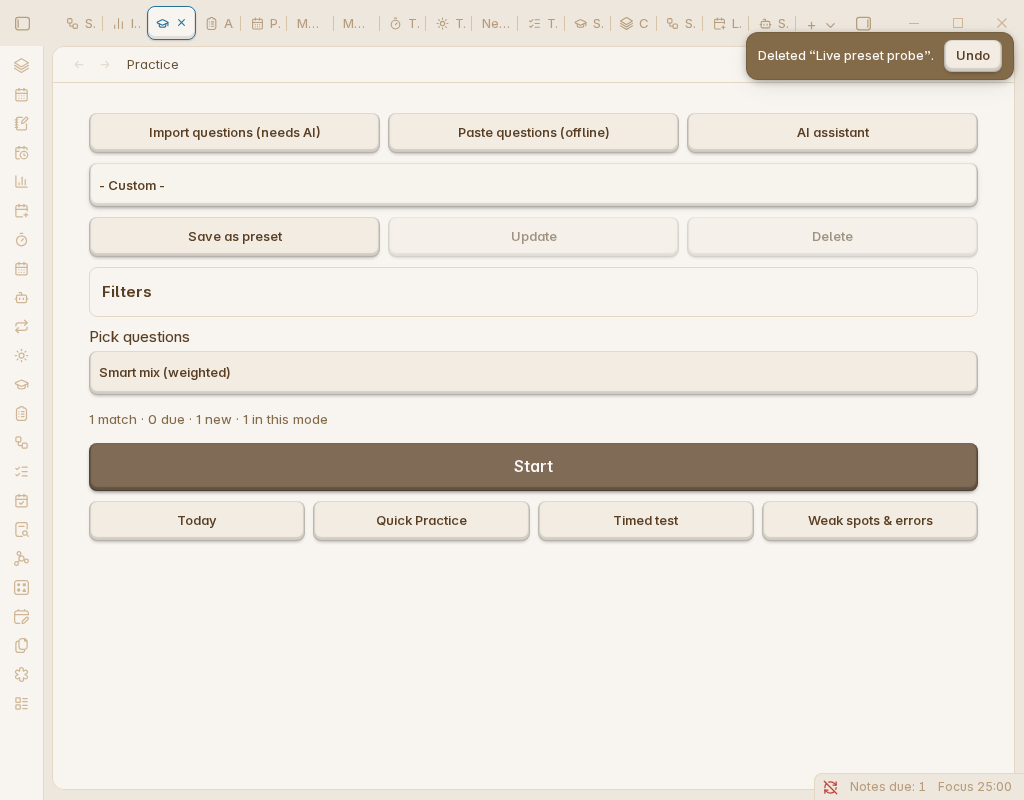 S.
I..
A
P.
M...
M...
T.
T.
Ne...
T.
S.
C
S.
L.
S.
Practice
Deleted “Live preset probe”.
Undo
Import questions (needs AI)
Paste questions (offline)
AI assistant
- Custom -
Save as preset
Update
Delete
Filters
Pick questions
Smart mix (weighted)
1 match · 0 due · 1 new · 1 in this mode
Start
Today
Quick Practice
Timed test
Weak spots & errors
Notes due: 1
Focus 25:00